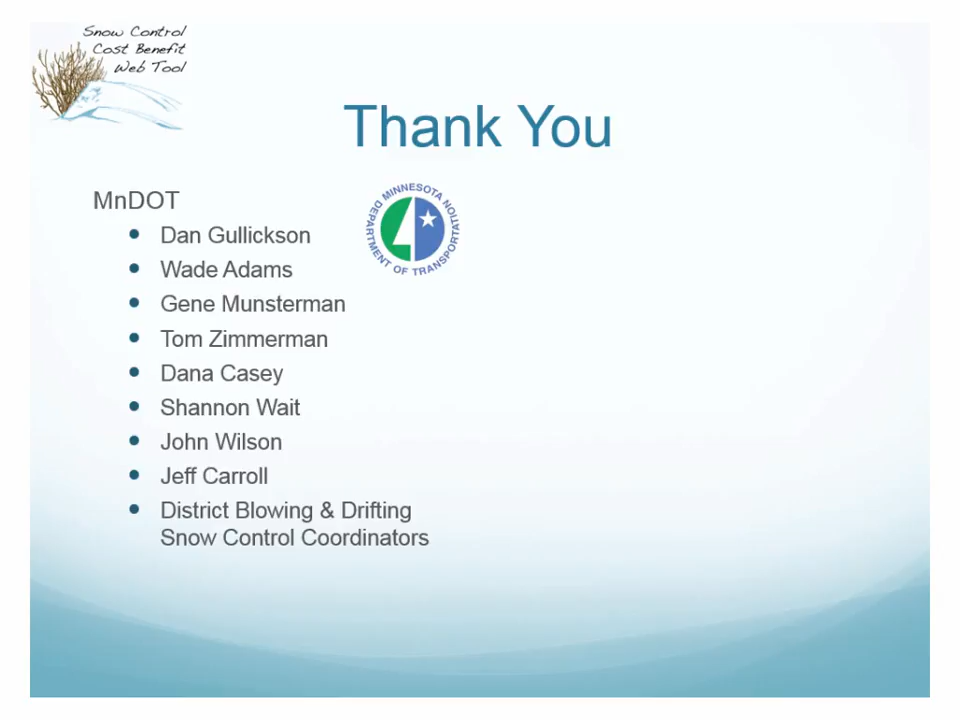 Snow Control
Cost Benefit
Web Tool
Thank You
MnDOT
MINNESOTA DEPARTMENT OF TRANSPORTATION
• Dan Gullickson
• Wade Adams
• Gene Munsterman
• Tom Zimmerman
• Dana Casey
• Shannon Wait
• John Wilson
• Jeff Carroll
• District Blowing & Drifting
Snow Control Coordinators